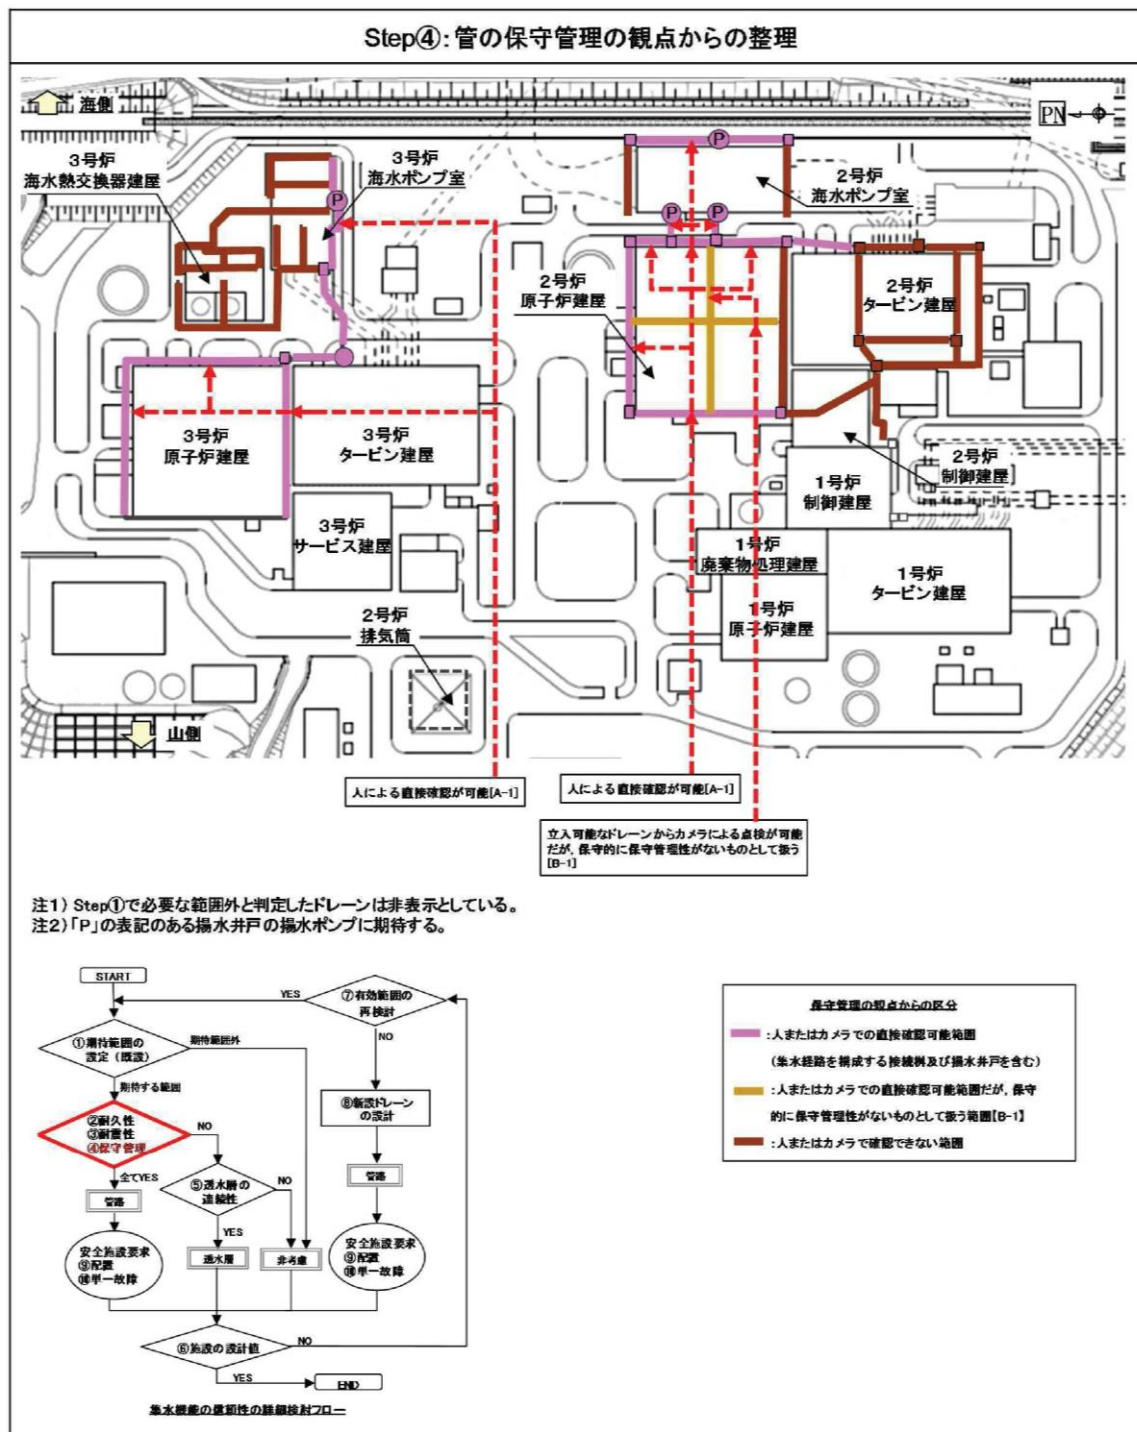 Step④:管の保守管理の観点からの整理
海側
PN
3号炉
海水熱交換器建屋
3号炉
海水ポンプ室
P
P
P
P
2号炉
海水ポンプ室
2号炉
原子炉建屋
2号炉
タービン建屋
3号炉
原子炉建屋
3号炉
タービン建屋
2号炉
制御建屋
1号炉
制御建屋
3号炉
サービス建屋
1号炉
廃棄物処理建屋
1号炉
タービン建屋
1号炉
原子炉建屋
2号炉
排気筒
山側
人による直接確認が可能[A-1]
人による直接確認が可能[A-1]
立入可能なドレーンからカメラによる点検が可能
だが,保守的に保守管理性がないものとして扱う
[B-1]
注1) Step①で必要な範囲外と判定したドレーンは非表示としている。
注2)「P」の表記のある揚水井戸の揚水ポンプに期待する。
START
YES
⑦有効範囲の
再検討
①期待範囲の
設定(既設)
期待範囲外
NO
期待する範囲
②耐久性
③耐震性
④保守管理
NO
⑧新設ドレーン
の設計
全てYES
⑤透水層の
連続性
NO
管路
管路
YES
安全施設要求
⑨配置
⑩単一故障
透水層
非考慮
安全施設要求
⑨配置
⑩単一故障
⑥施設の設計値
NO
YES
END
集水機能の信頼性の詳細検討フロー
保守管理の観点からの区分
:人またはカメラでの直接確認可能範囲
(集水経路を構成する接続桝及び揚水井戸を含む)
:人またはカメラでの直接確認可能範囲だが,保守
的に保守管理性がないものとして扱う範囲[B-1]
:人またはカメラで確認できない範囲